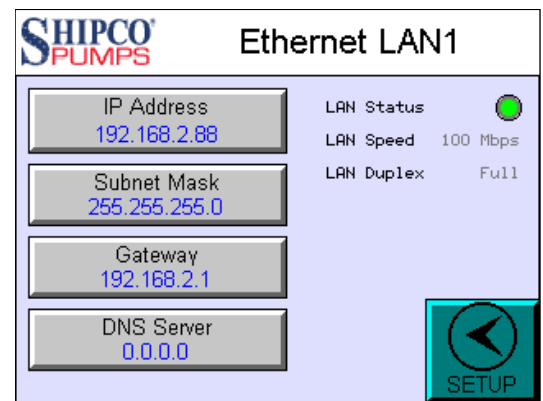 SHIPCO®
PUMPS
Ethernet LAN1
IP Address
192.168.2.88
Subnet Mask
255.255.255.0
Gateway
192.168.2.1
DNS Server
0.0.0.0
LAN Status
LAN Speed 100 Mbps
LAN Duplex Full
SETUP